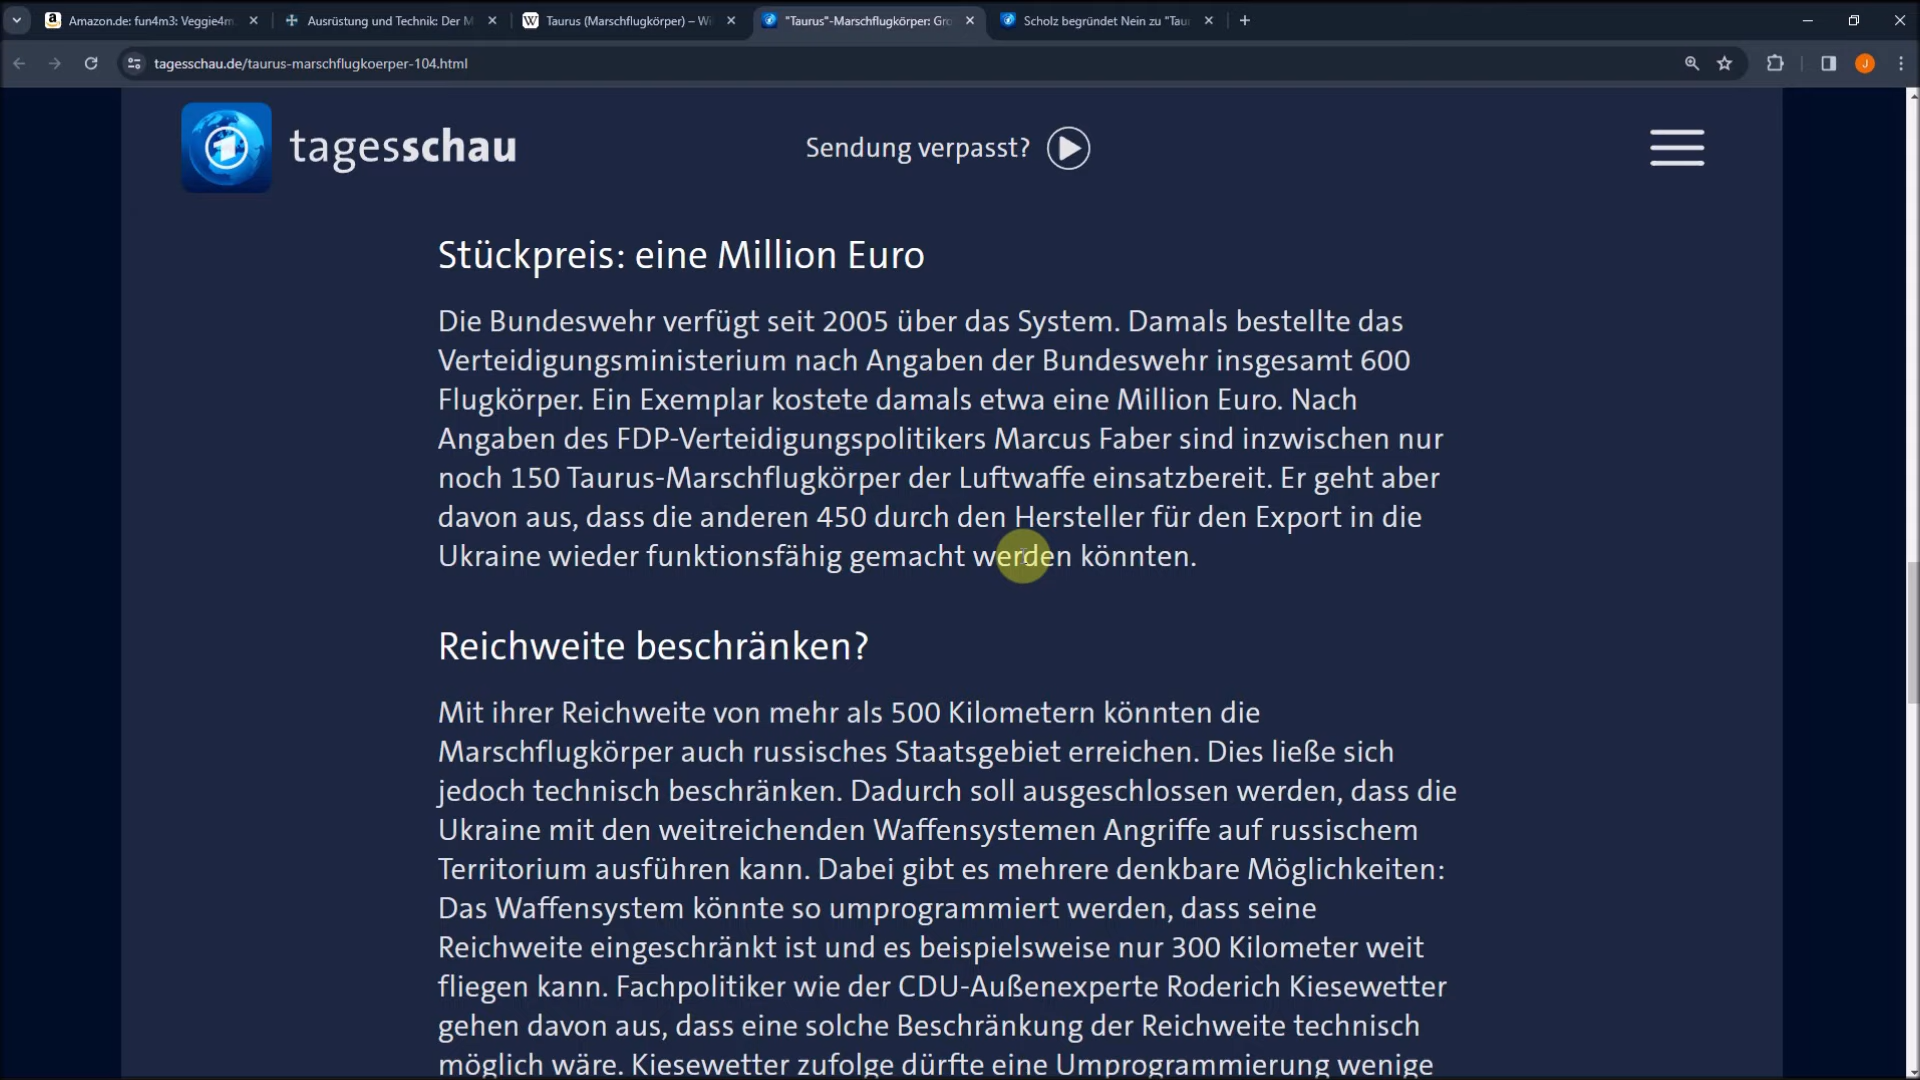 Amazon.de: fun4m3: Veggie4m
Ausrüstung und Technik: Der M
Taurus (Marschflugkörper) – Wi
"Taurus"-Marschflugkörper: Gro
Scholz begründet Nein zu "Tau
tagesschau.de/taurus-marschflugkoerper-104.html
J
tagesschau
Sendung verpasst?
Stückpreis: eine Million Euro
Die Bundeswehr verfügt seit 2005 über das System. Damals bestellte das
Verteidigungsministerium nach Angaben der Bundeswehr insgesamt 600
Flugkörper. Ein Exemplar kostete damals etwa eine Million Euro. Nach
Angaben des FDP-Verteidigungspolitikers Marcus Faber sind inzwischen nur
noch 150 Taurus-Marschflugkörper der Luftwaffe einsatzbereit. Er geht aber
davon aus, dass die anderen 450 durch den Hersteller für den Export in die
Ukraine wieder funktionsfähig gemacht werden könnten.
Reichweite beschränken?
Mit ihrer Reichweite von mehr als 500 Kilometern könnten die
Marschflugkörper auch russisches Staatsgebiet erreichen. Dies ließe sich
jedoch technisch beschränken. Dadurch soll ausgeschlossen werden, dass die
Ukraine mit den weitreichenden Waffensystemen Angriffe auf russischem
Territorium ausführen kann. Dabei gibt es mehrere denkbare Möglichkeiten:
Das Waffensystem könnte so umprogrammiert werden, dass seine
Reichweite eingeschränkt ist und es beispielsweise nur 300 Kilometer weit
fliegen kann. Fachpolitiker wie der CDU-Außenexperte Roderich Kiesewetter
gehen davon aus, dass eine solche Beschränkung der Reichweite technisch
möglich wäre. Kiesewetter zufolge dürfte eine Umprogrammierung wenige